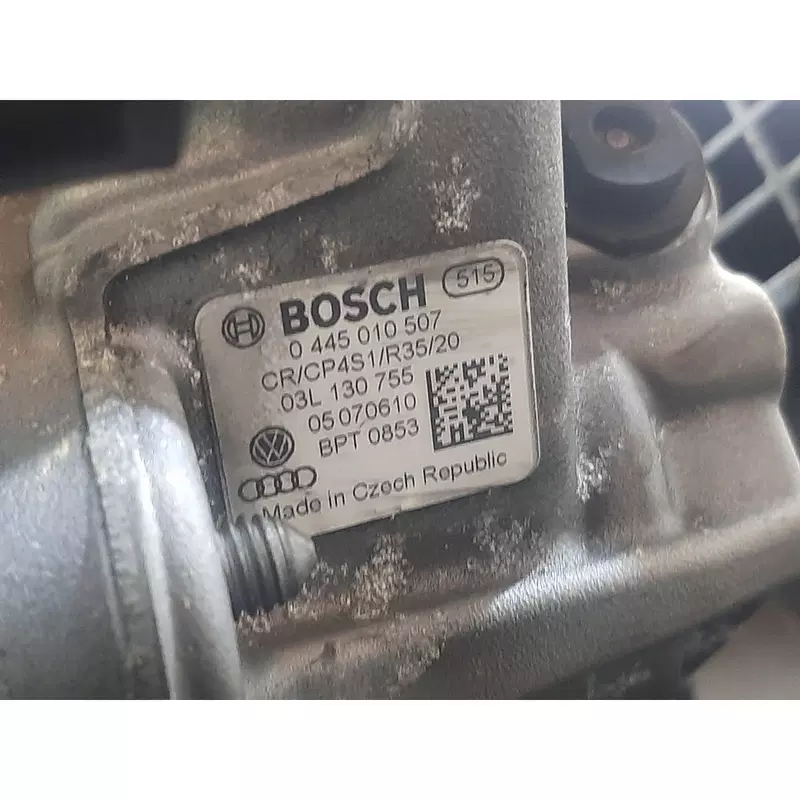 BOSCH 515
0 445 010 507
CR/CP4S1/R35/20
03L 130 755
05 070610
BPT 0853
Made in Czech Republic